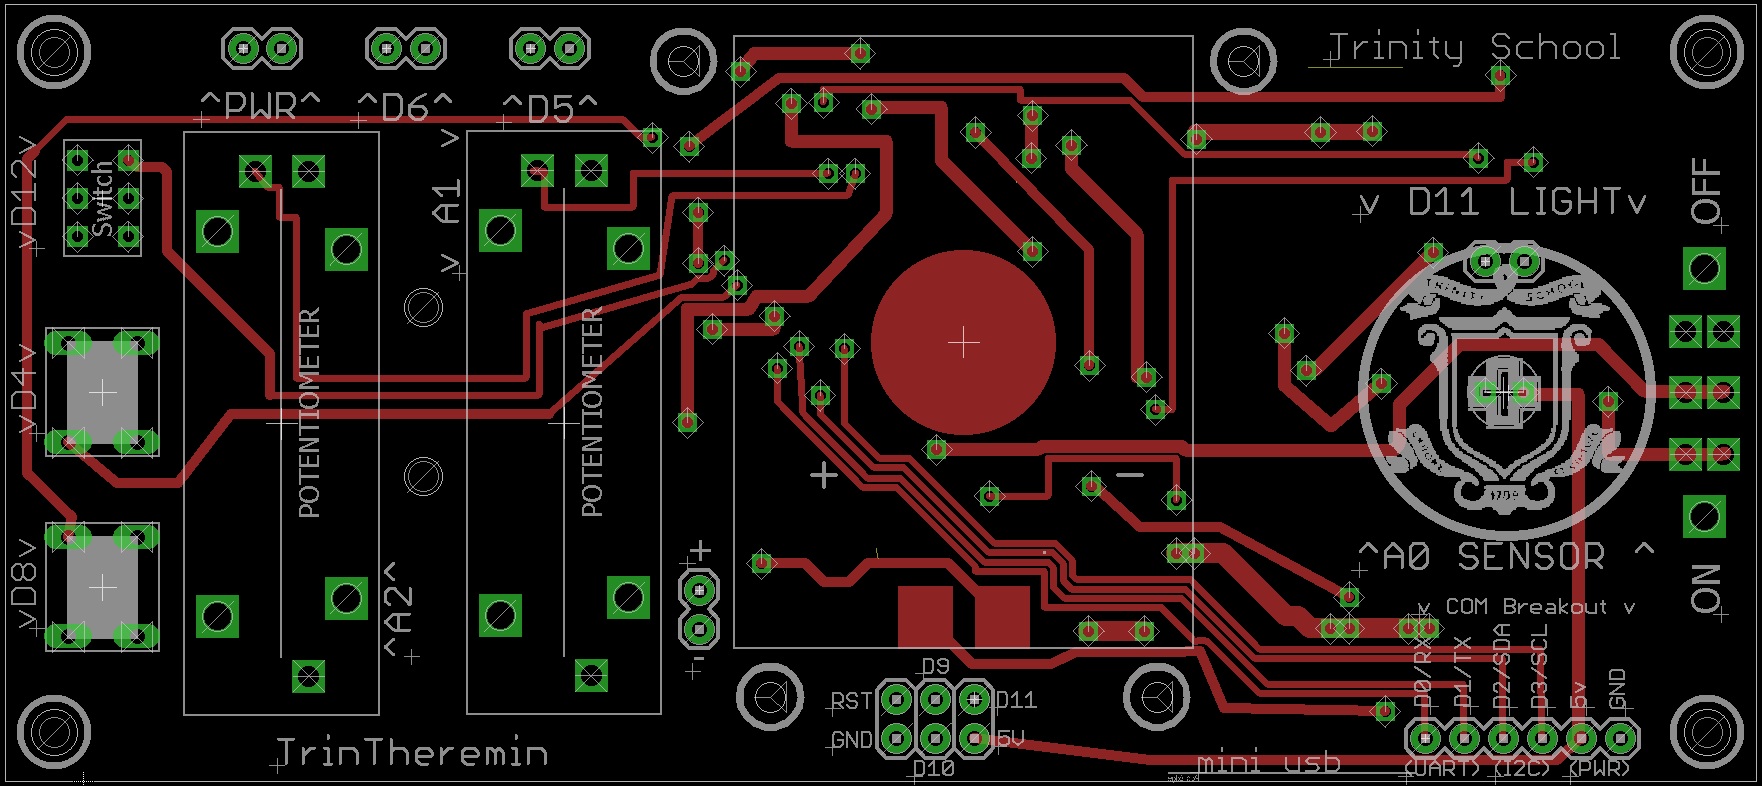 Trinity School
^PWR^ ^D6^ ^D5^
vD12v
Switch
v A1 v
OFF
v D11 LIGHTv
POTENTIOMETER
POTENTIOMETER
vD4v
+ −
vD8v
^A2^
+
-
^A0 SENSOR ^
ON
v COM Breakout v
D0/RX
D1/TX
D2/SDA
D3/SCL
5v
GND
D9
RST D11
GND 5V
D10
TrinTheremin
mini usb
(UART) (I2C) (PWR)